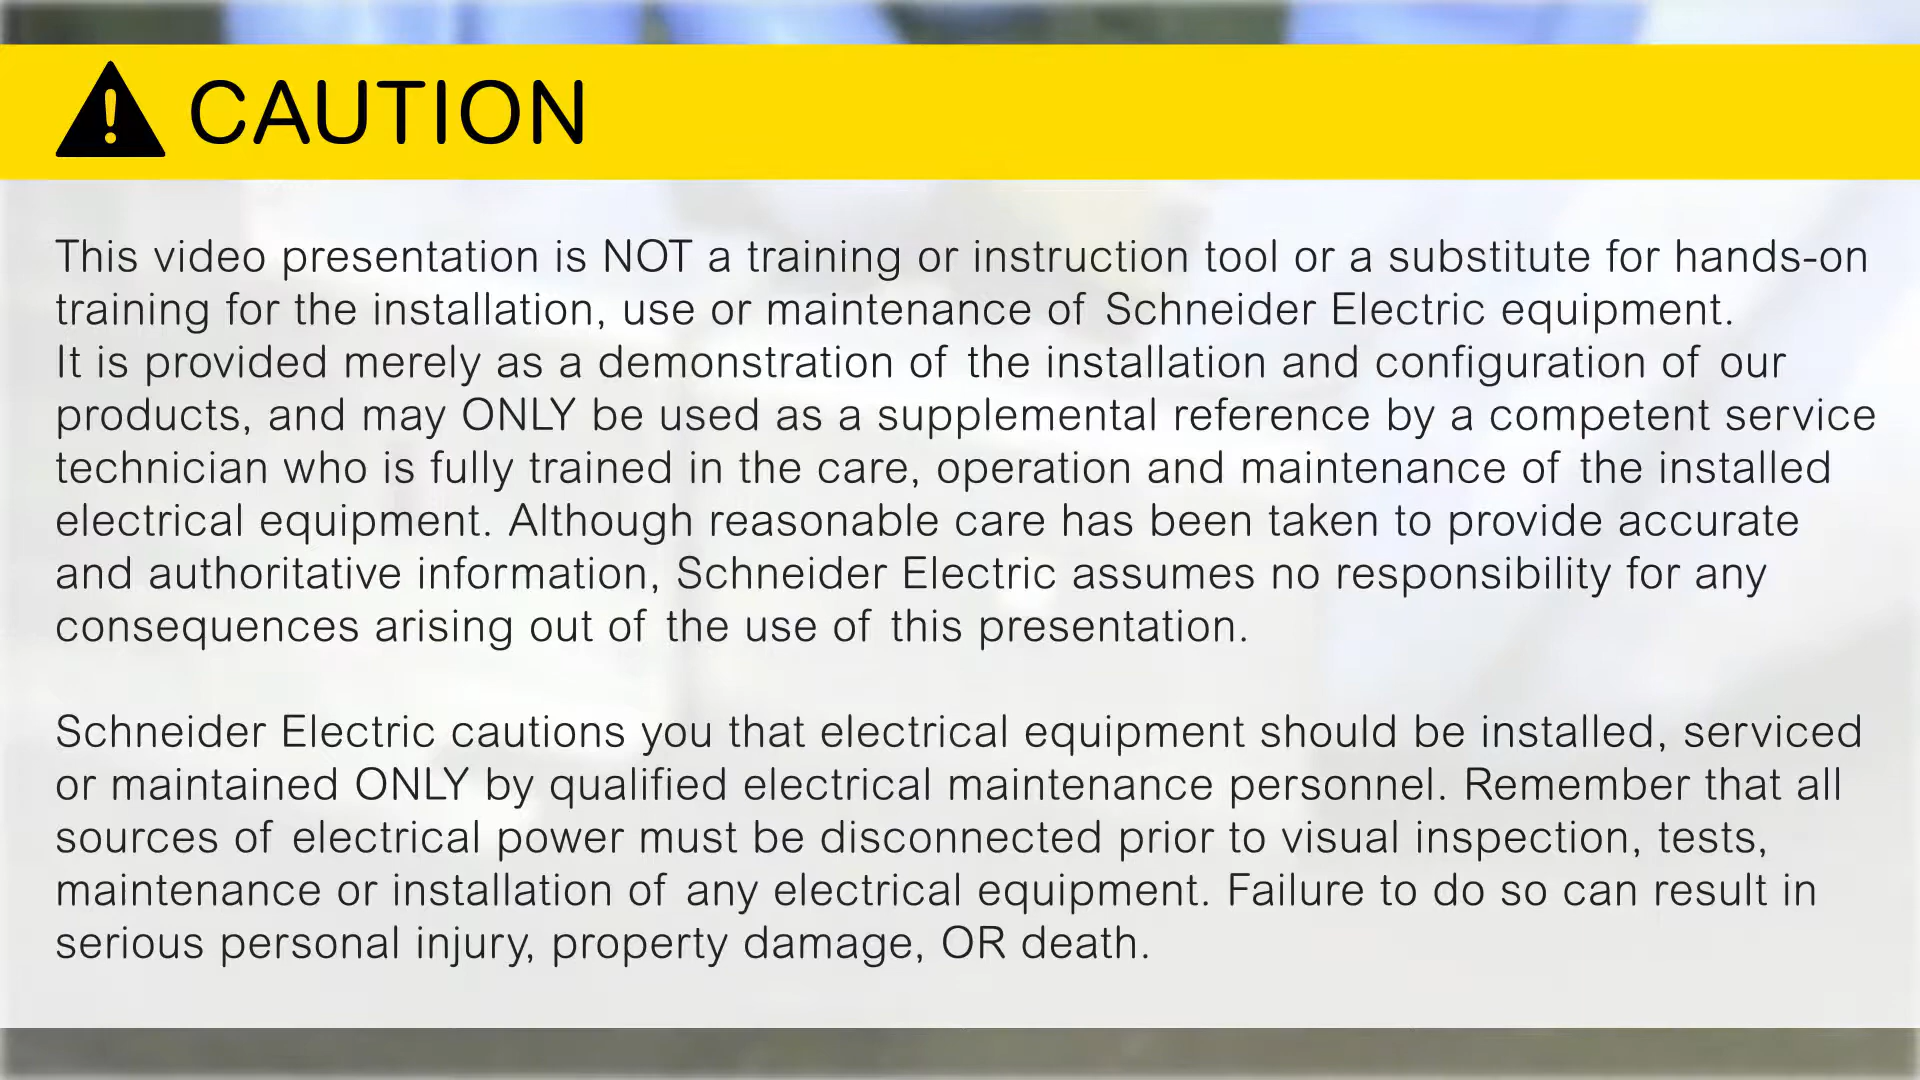 CAUTION
This video presentation is NOT a training or instruction tool or a substitute for hands-on
training for the installation, use or maintenance of Schneider Electric equipment.
It is provided merely as a demonstration of the installation and configuration of our
products, and may ONLY be used as a supplemental reference by a competent service
technician who is fully trained in the care, operation and maintenance of the installed
electrical equipment. Although reasonable care has been taken to provide accurate
and authoritative information, Schneider Electric assumes no responsibility for any
consequences arising out of the use of this presentation.
Schneider Electric cautions you that electrical equipment should be installed, serviced
or maintained ONLY by qualified electrical maintenance personnel. Remember that all
sources of electrical power must be disconnected prior to visual inspection, tests,
maintenance or installation of any electrical equipment. Failure to do so can result in
serious personal injury, property damage, OR death.